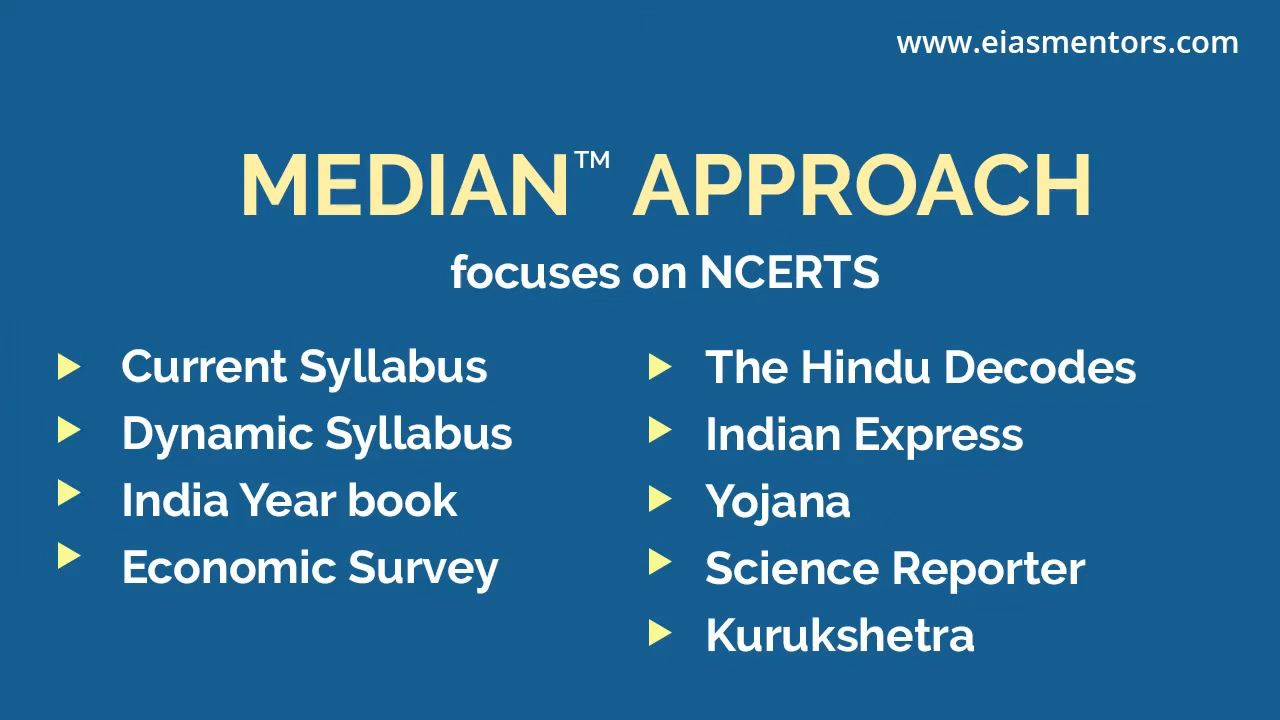 www.eiasmentors.com
MEDIAN™ APPROACH
focuses on NCERTS
Current Syllabus
Dynamic Syllabus
India Year book
Economic Survey
The Hindu Decodes
Indian Express
Yojana
Science Reporter
Kurukshetra